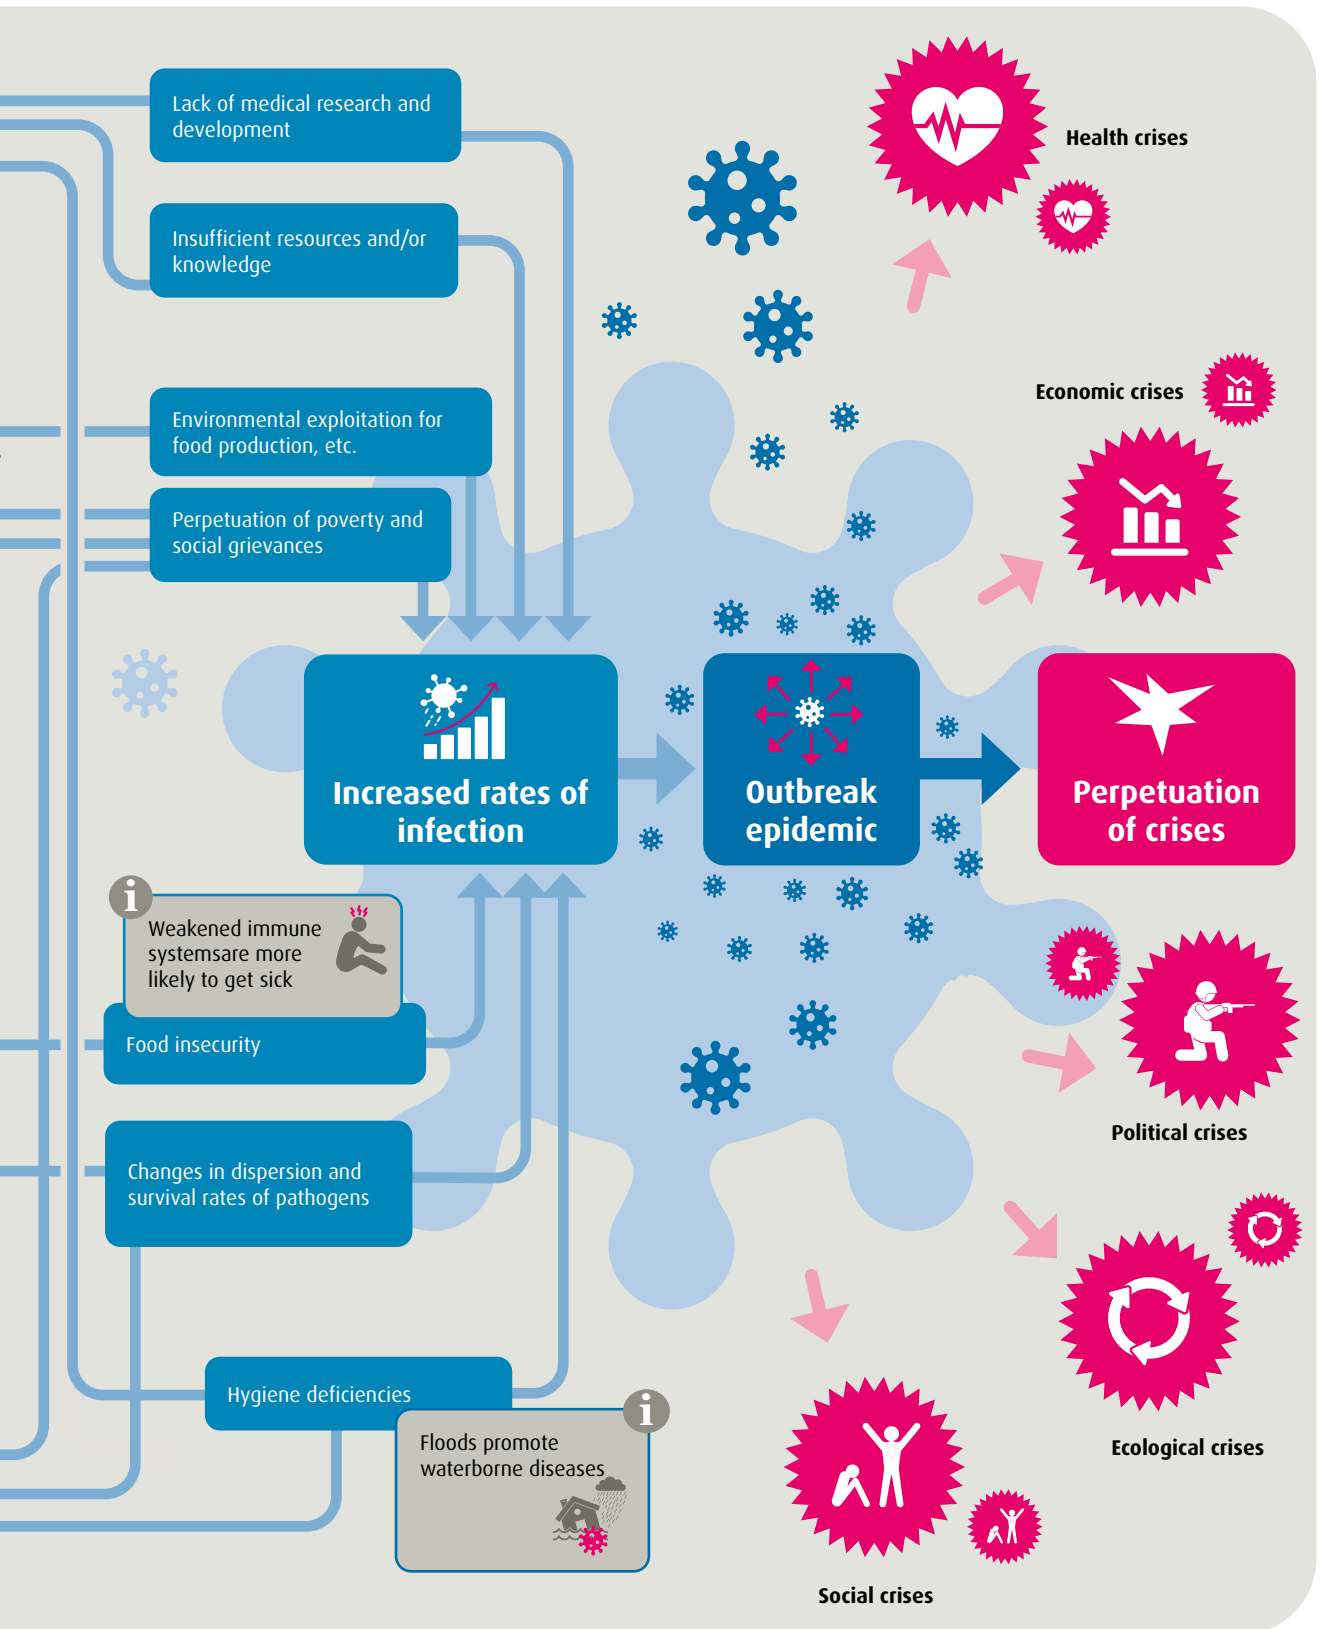 Lack of medical research and
development
Health crises
Insufficient resources and/or
knowledge
Economic crises
Environmental exploitation for
food production, etc.
Perpetuation of poverty and
social grievances
Increased rates of
infection
Outbreak
epidemic
Perpetuation
of crises
i
Weakened immune
systemsare more
likely to get sick
Food insecurity
Political crises
Changes in dispersion and
survival rates of pathogens
Hygiene deficiencies
i
Floods promote
waterborne diseases
Ecological crises
Social crises